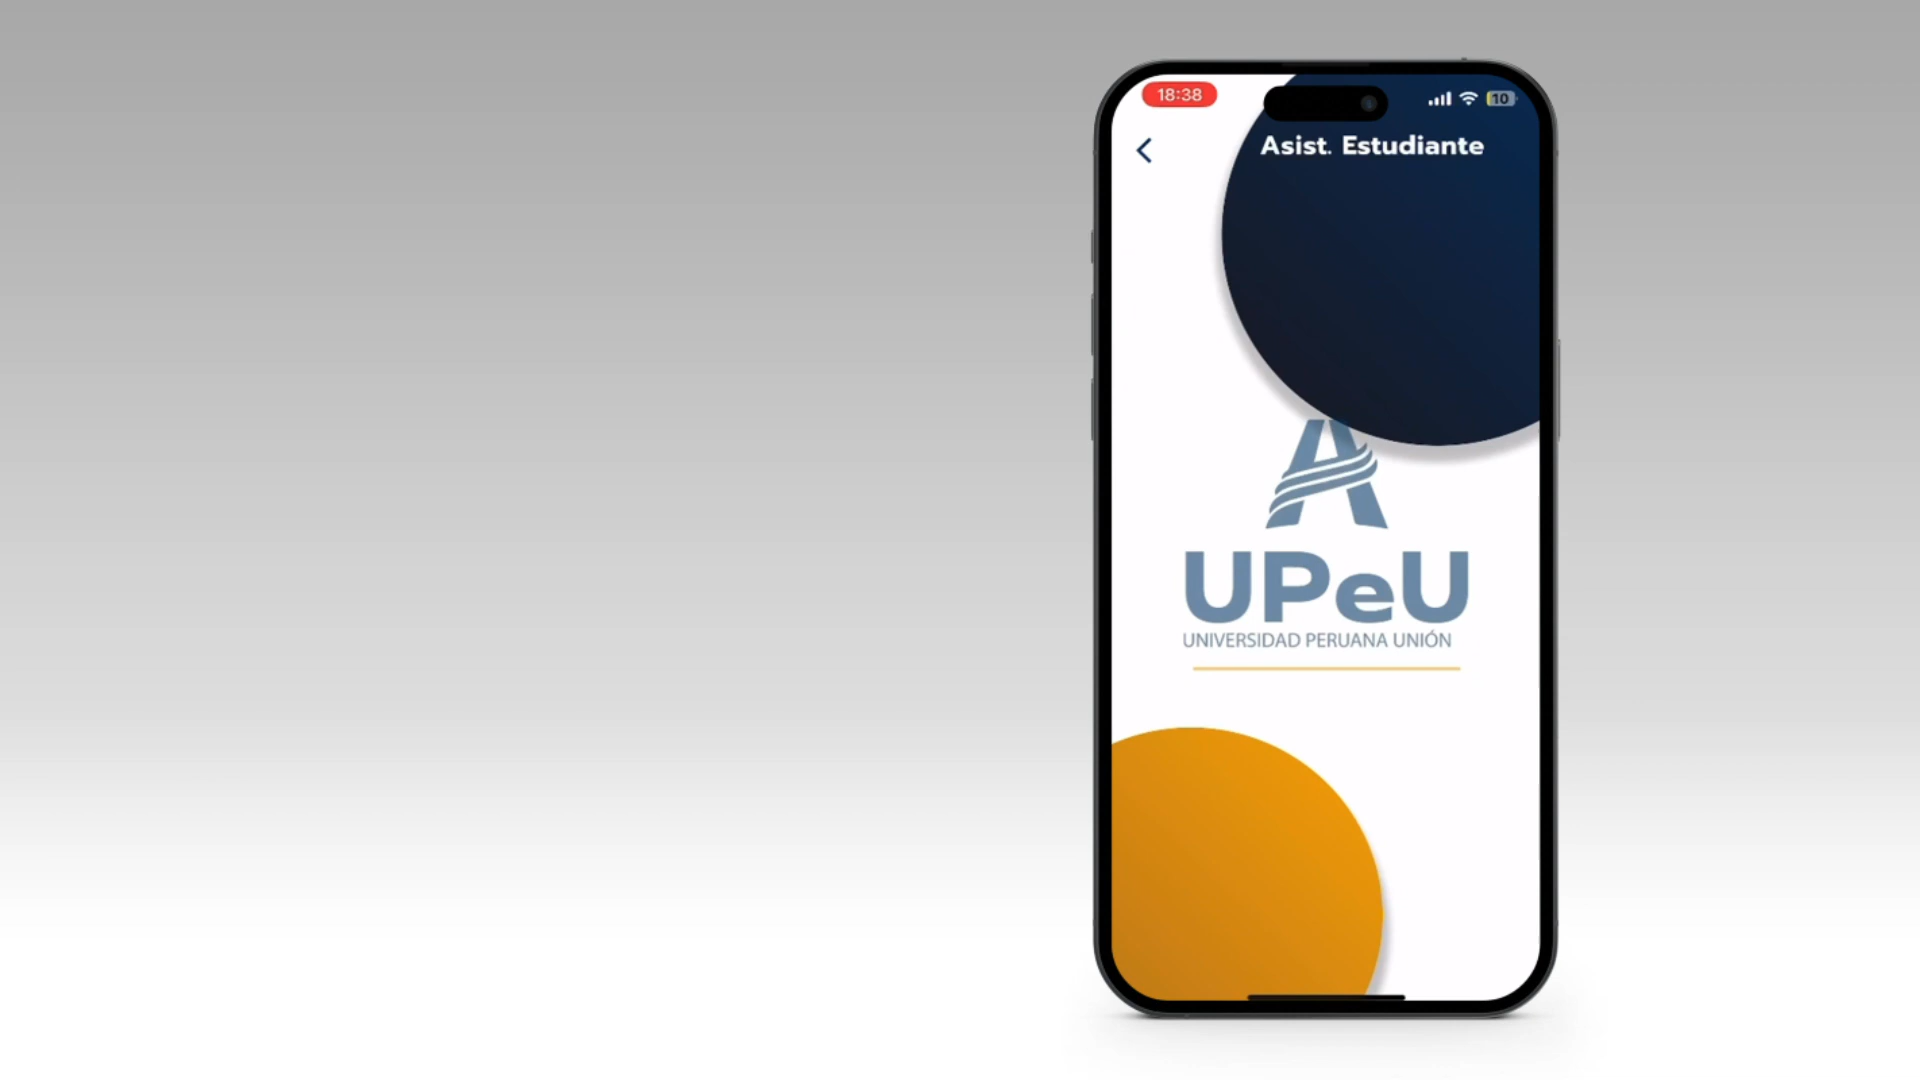 18:38
10
Asist. Estudiante
UPeU
UNIVERSIDAD PERUANA UNIÓN